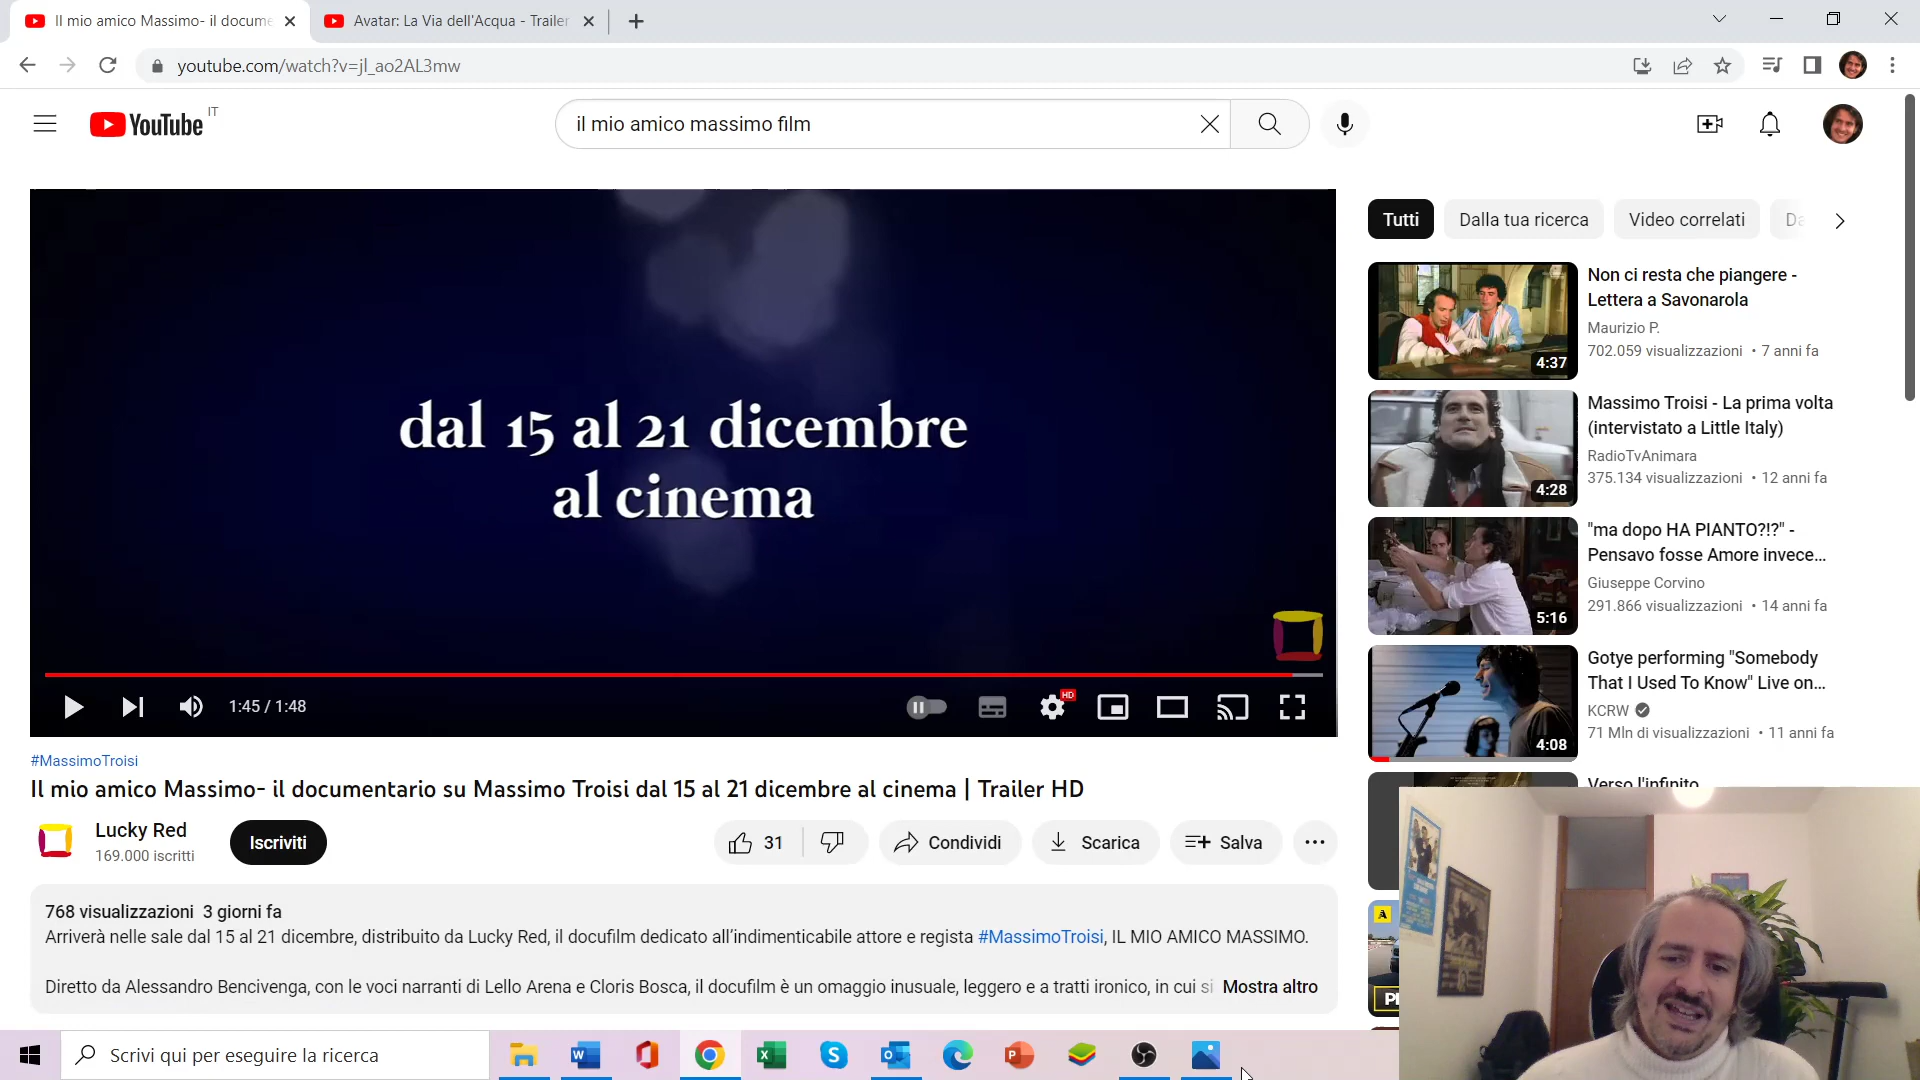 Il mio amico Massimo- il docume
Avatar: La Via dell'Acqua - Trailer
youtube.com/watch?v=jl_ao2AL3mw
YouTube IT
il mio amico massimo film
dal 15 al 21 dicembre
al cinema
1:45 / 1:48
HD
#MassimoTroisi
Il mio amico Massimo- il documentario su Massimo Troisi dal 15 al 21 dicembre al cinema | Trailer HD
Lucky Red
169.000 iscritti
Iscriviti
31
Condividi
Scarica
Salva
768 visualizzazioni 3 giorni fa
Arriverà nelle sale dal 15 al 21 dicembre, distribuito da Lucky Red, il docufilm dedicato all'indimenticabile attore e regista #MassimoTroisi, IL MIO AMICO MASSIMO.
Diretto da Alessandro Bencivenga, con le voci narranti di Lello Arena e Cloris Bosca, il docufilm è un omaggio inusuale, leggero e a tratti ironico, in cui si Mostra altro
Tutti
Dalla tua ricerca
Video correlati
Da
Non ci resta che piangere -
Lettera a Savonarola
Maurizio P.
702.059 visualizzazioni • 7 anni fa
4:37
Massimo Troisi - La prima volta
(intervistato a Little Italy)
RadioTvAnimara
375.134 visualizzazioni • 12 anni fa
4:28
"ma dopo HA PIANTO?!?" -
Pensavo fosse Amore invece...
Giuseppe Corvino
291.866 visualizzazioni • 14 anni fa
5:16
Gotye performing "Somebody
That I Used To Know" Live on...
KCRW
71 Mln di visualizzazioni • 11 anni fa
4:08
Verso l'infinito
Scrivi qui per eseguire la ricerca